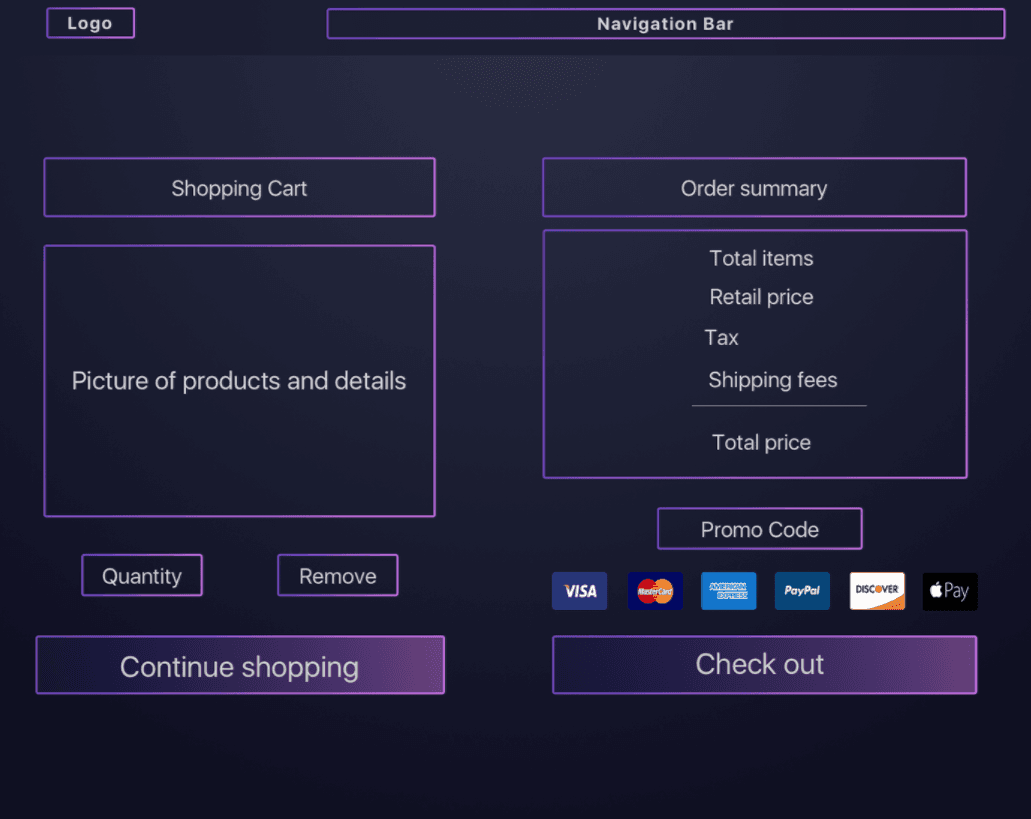 Logo
Navigation Bar
Shopping Cart
Order summary
Picture of products and details
Total items
Retail price
Tax
Shipping fees
Total price
Quantity
Remove
Promo Code
VISA
MasterCard
AMERICAN
EXPRESS
PayPal
DISCOVER
Pay
Continue shopping
Check out